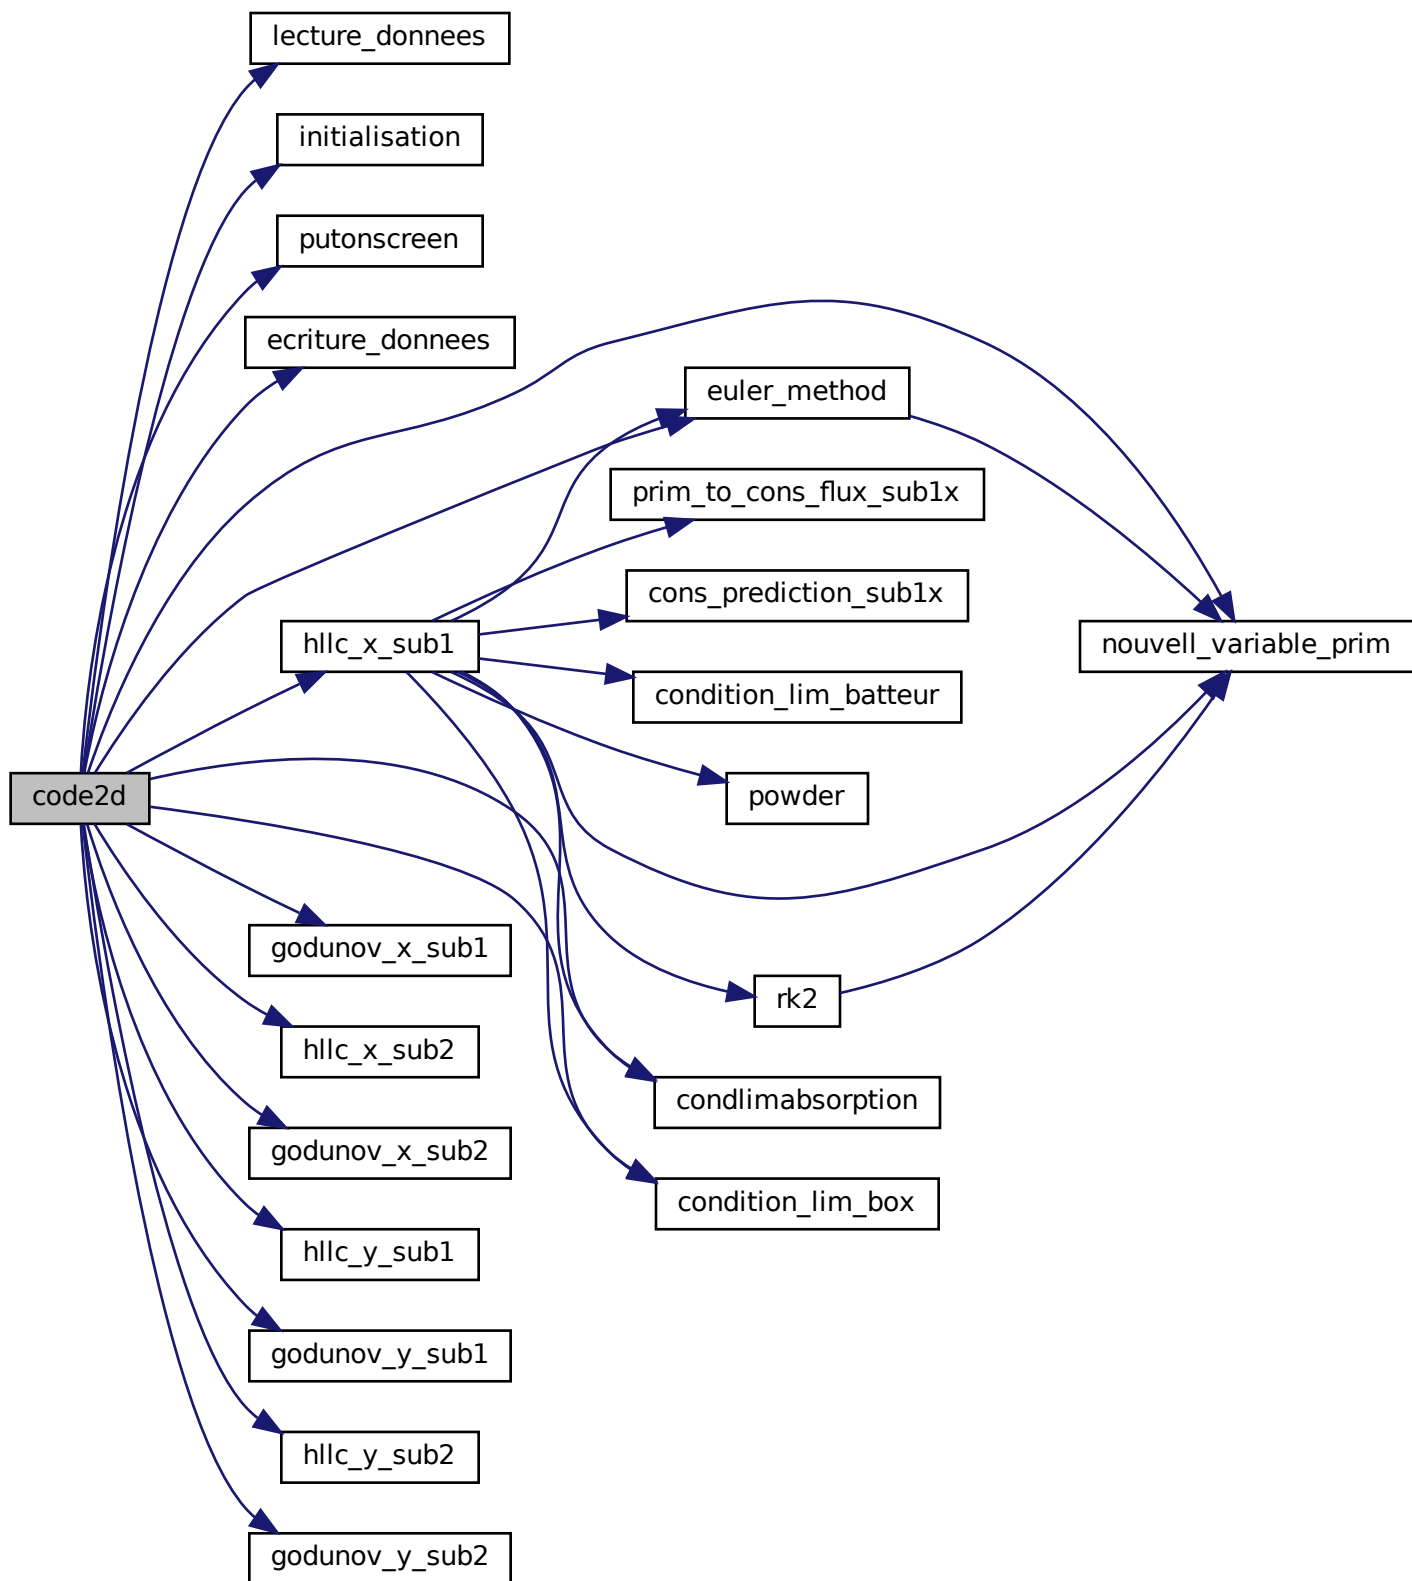 lecture_donnees
initialisation
putonscreen
ecriture_donnees
euler_method
prim_to_cons_flux_sub1x
cons_prediction_sub1x
hllc_x_sub1
nouvell_variable_prim
condition_lim_batteur
code2d
powder
godunov_x_sub1
rk2
hllc_x_sub2
condlimabsorption
godunov_x_sub2
condition_lim_box
hllc_y_sub1
godunov_y_sub1
hllc_y_sub2
godunov_y_sub2